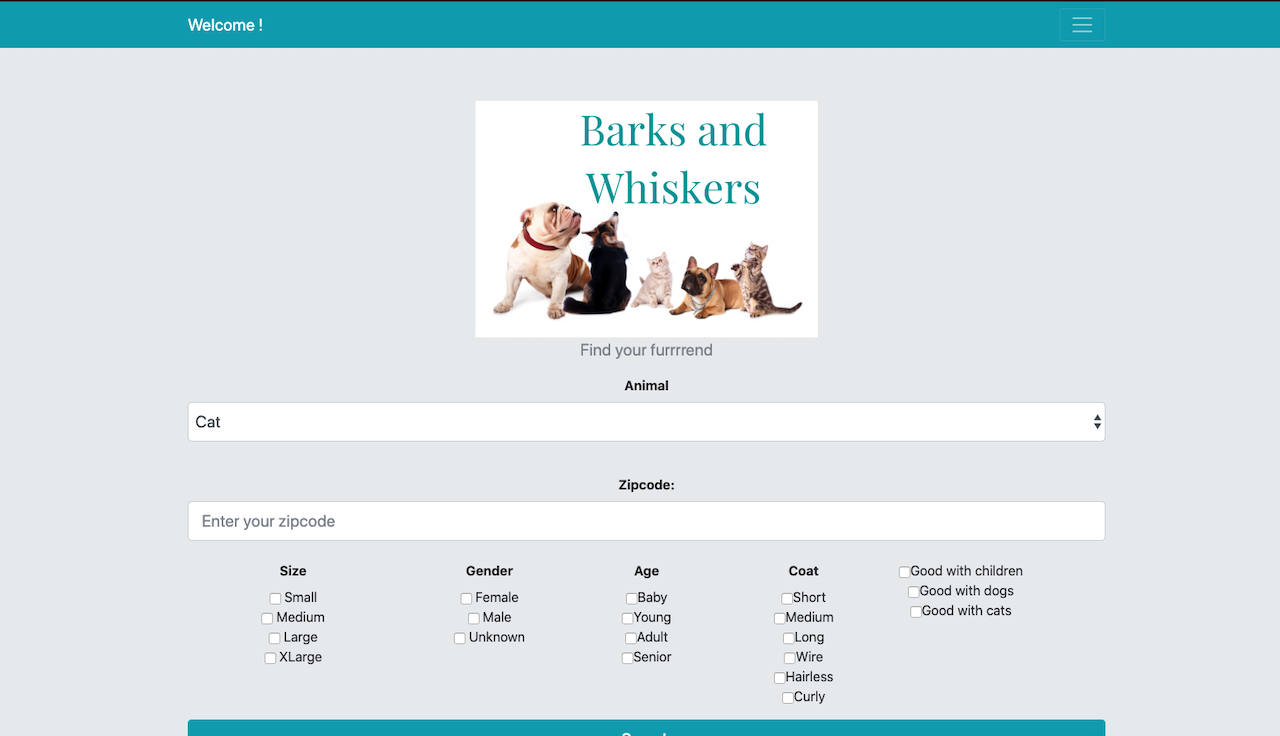 Welcome !
Barks and
Whiskers
Find your furrrrend
Animal
Cat
Zipcode:
Enter your zipcode
Size
Small
Medium
Large
XLarge
Gender
Female
Male
Unknown
Age
Baby
Young
Adult
Senior
Coat
Short
Medium
Long
Wire
Hairless
Curly
Good with children
Good with dogs
Good with cats